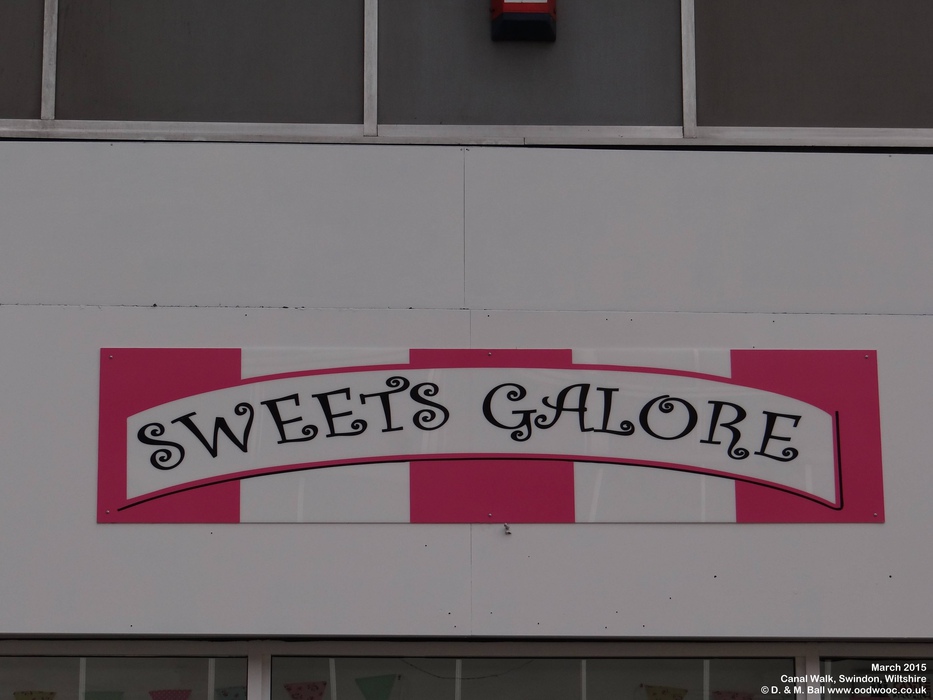 SWEETS GALORE
March 2015
Canal Walk, Swindon, Wiltshire
© D. & M. Ball www.oodwooc.co.uk